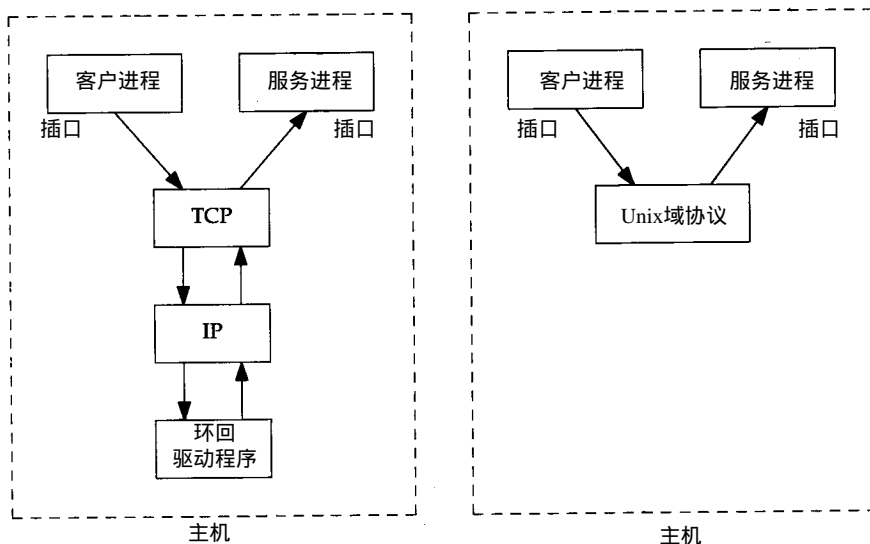 客户进程
服务进程
插口
插口
TCP
IP
环回
驱动程序
主机
客户进程
服务进程
插口
插口
Unix域协议
主机